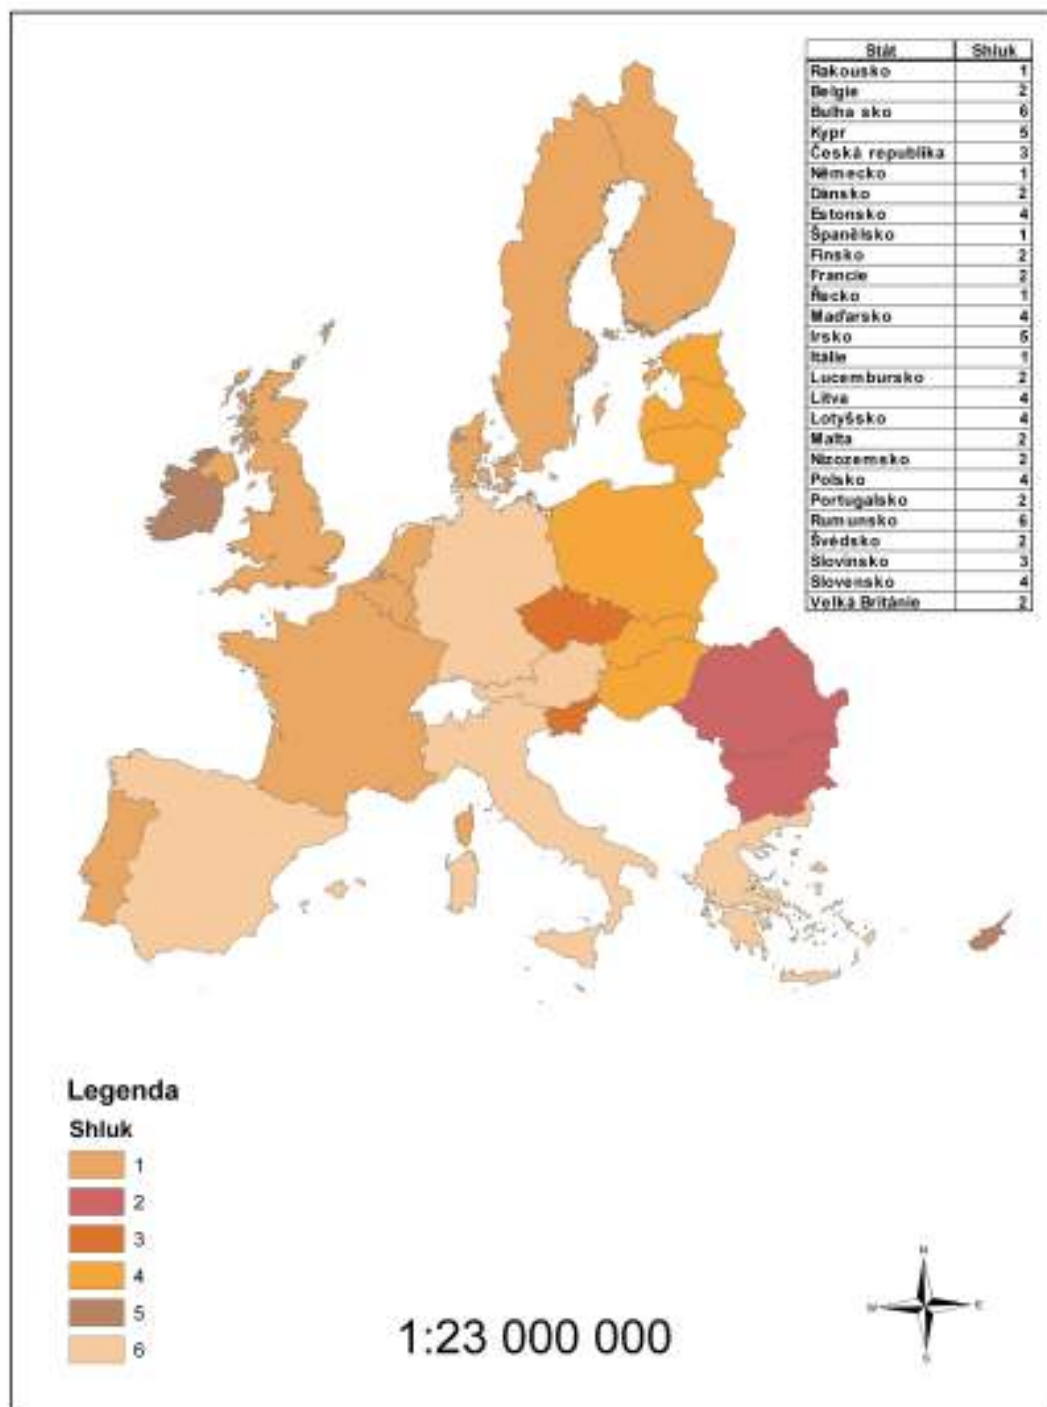 Stát Shluk
Rakousko 1
Belgie 2
Bulha sko 6
Kypr 5
Česká republika 3
Německo 1
Dánsko 2
Estonsko 4
Španělsko 1
Finsko 2
Francie 2
Řecko 1
Maďarsko 4
Irsko 5
Itálie 1
Lucembursko 2
Litva 4
Lotyšsko 4
Malta 2
Nizozemsko 2
Polsko 4
Portugalsko 2
Rumunsko 6
Švédsko 2
Slovinsko 3
Slovensko 4
Velká Británie 2
Legenda
Shluk
1
2
3
4
5
6
1:23 000 000
N
W E
S